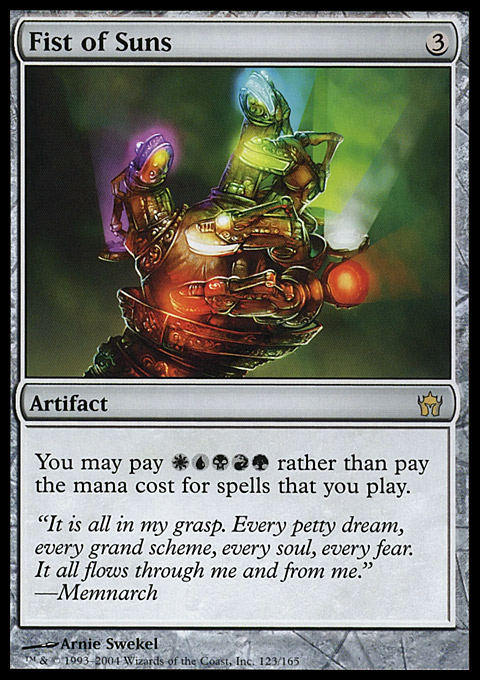 Fist of Suns 3
Artifact
You may pay rather than pay
the mana cost for spells that you play.
“It is all in my grasp. Every petty dream,
every grand scheme, every soul, every fear.
It all flows through me and from me.”
—Memnarch
Arnie Swekel
™ & © 1993–2004 Wizards of the Coast, Inc. 123/165